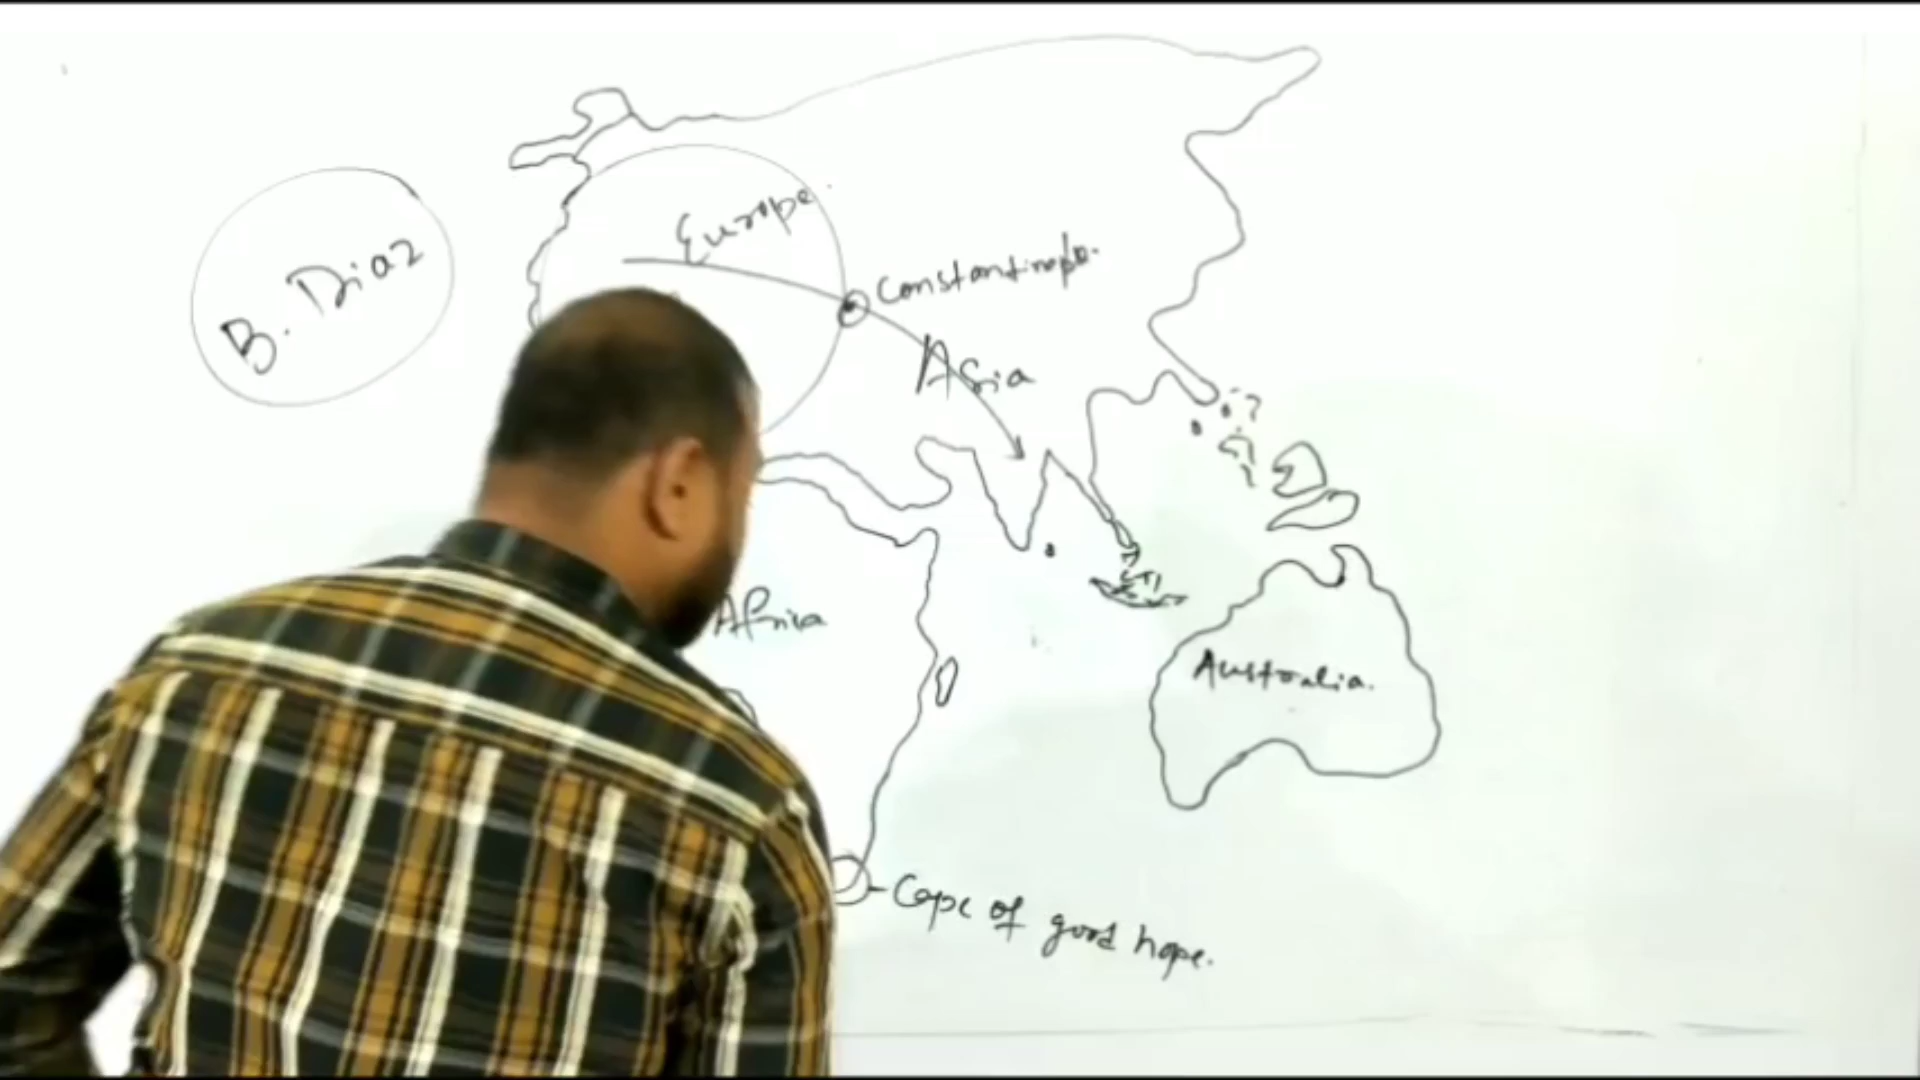 Europe
B. Diaz
Constantinople.
Asia
Africa
Australia.
Cape of good hope.